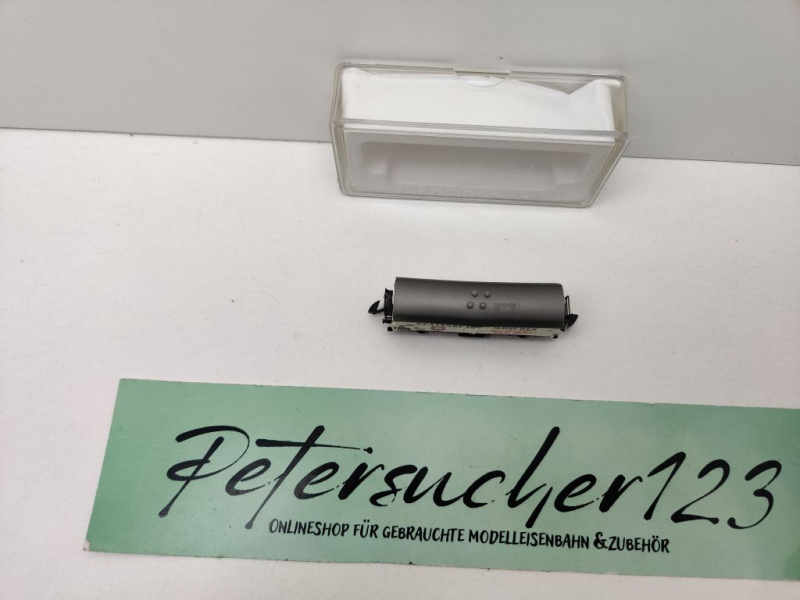 Petersucher123
ONLINESHOP FÜR GEBRAUCHTE MODELLEISENBAHN & ZUBEHÖR